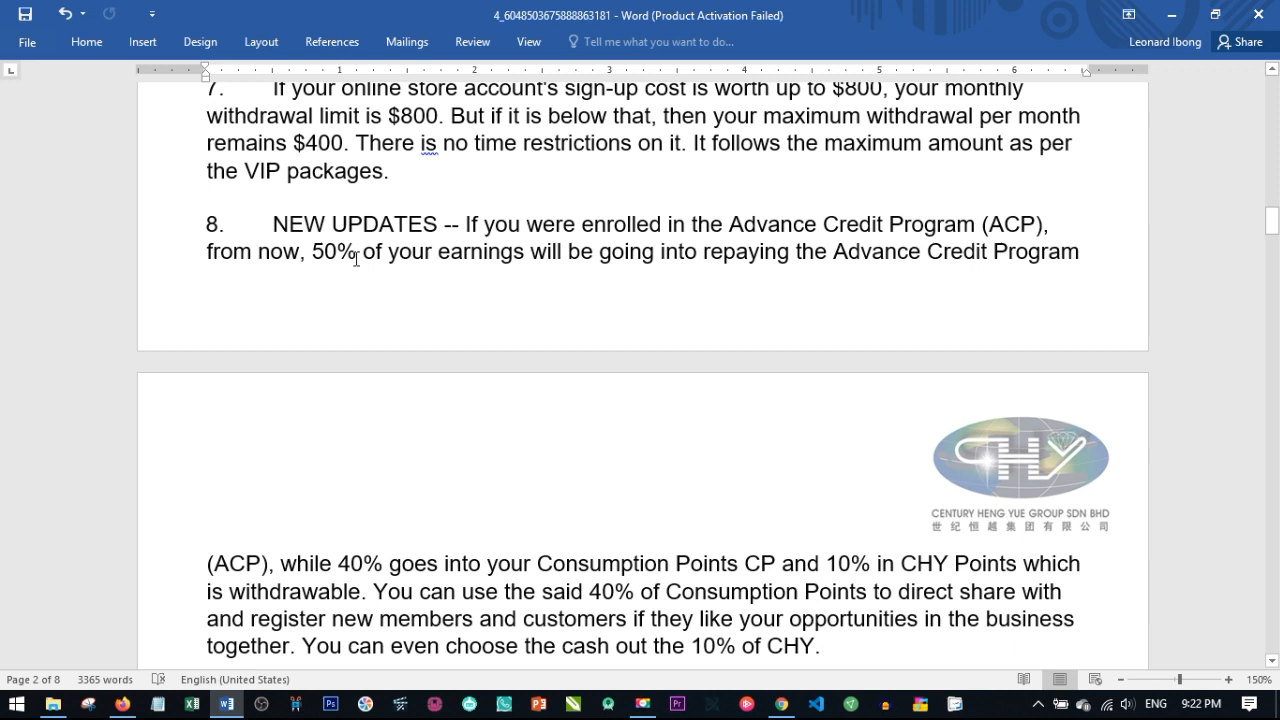 4_6048503675888863181 - Word (Product Activation Failed)
File Home Insert Design Layout References Mailings Review View Tell me what you want to do... Leonard Ibong Share
1 2 3 4 5 6
7. If your online store account's sign-up cost is worth up to $800, your monthly
withdrawal limit is $800. But if it is below that, then your maximum withdrawal per month
remains $400. There is no time restrictions on it. It follows the maximum amount as per
the VIP packages.
8. NEW UPDATES -- If you were enrolled in the Advance Credit Program (ACP),
from now, 50% of your earnings will be going into repaying the Advance Credit Program
CHY
CENTURY HENG YUE GROUP SDN BHD
世纪恒越集团有限公司
(ACP), while 40% goes into your Consumption Points CP and 10% in CHY Points which
is withdrawable. You can use the said 40% of Consumption Points to direct share with
and register new members and customers if they like your opportunities in the business
together. You can even choose the cash out the 10% of CHY.
Page 2 of 8 3365 words English (United States) 150%
ENG 9:22 PM